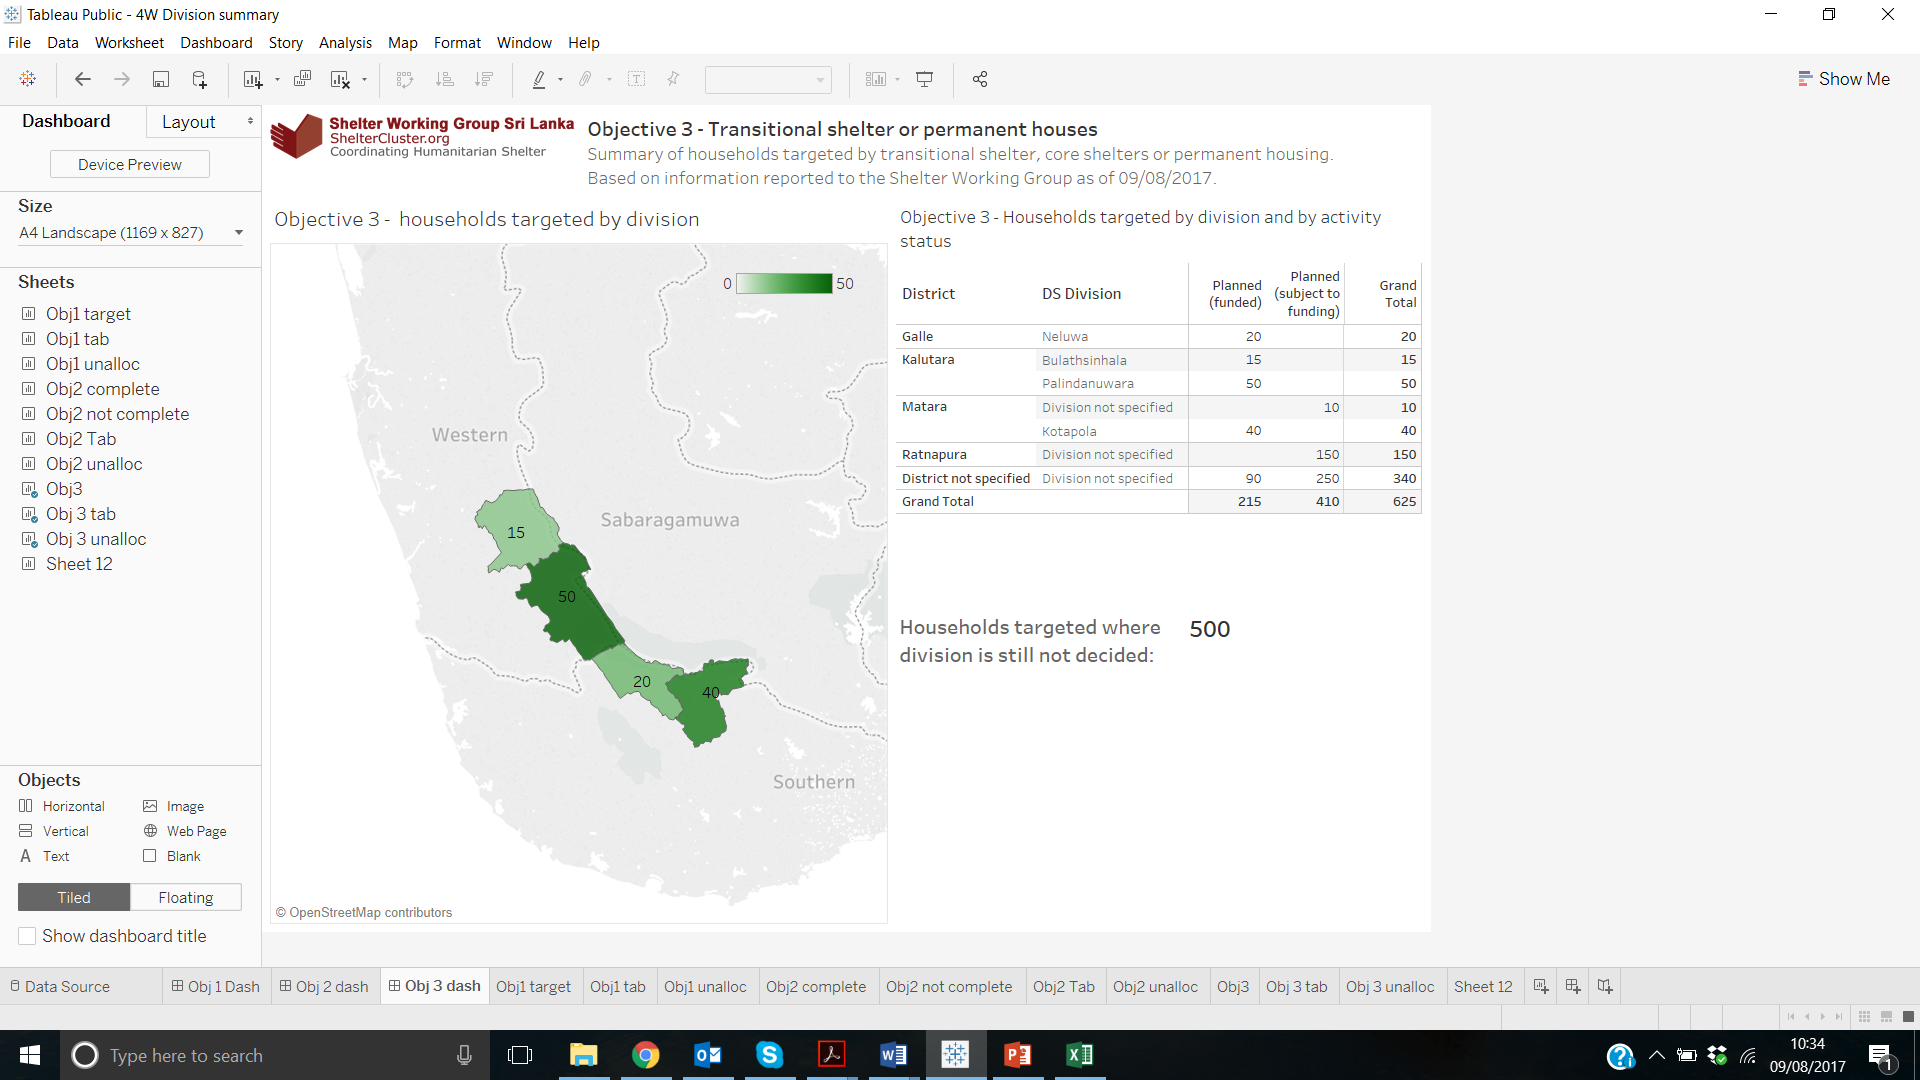 Tableau Public - 4W Division summary
File Data Worksheet Dashboard Story Analysis Map Format Window Help
Show Me
Dashboard Layout
Device Preview
Size
A4 Landscape (1169 x 827)
Sheets
Obj1 target
Obj1 tab
Obj1 unalloc
Obj2 complete
Obj2 not complete
Obj2 Tab
Obj2 unalloc
Obj3
Obj 3 tab
Obj 3 unalloc
Sheet 12
Objects
Horizontal Image
Vertical Web Page
A Text Blank
Tiled Floating
Show dashboard title
Shelter Working Group Sri Lanka
ShelterCluster.org
Coordinating Humanitarian Shelter
Objective 3 - Transitional shelter or permanent houses
Summary of households targeted by transitional shelter, core shelters or permanent housing.
Based on information reported to the Shelter Working Group as of 09/08/2017.
Objective 3 - households targeted by division
0 50
Western
Sabaragamuwa
15
50
20
40
Southern
© OpenStreetMap contributors
Objective 3 - Households targeted by division and by activity
status
District DS Division Planned (funded) Planned (subject to funding) Grand Total
Galle Neluwa 20 20
Kalutara Bulathsinhala 15 15
Palindanuwara 50 50
Matara Division not specified 10 10
Kotapola 40 40
Ratnapura Division not specified 150 150
District not specified Division not specified 90 250 340
Grand Total 215 410 625
Households targeted where 500
division is still not decided:
Data Source Obj 1 Dash Obj 2 dash Obj 3 dash Obj1 target Obj1 tab Obj1 unalloc Obj2 complete Obj2 not complete Obj2 Tab Obj2 unalloc Obj3 Obj 3 tab Obj 3 unalloc Sheet 12
Type here to search
10:34
09/08/2017
1